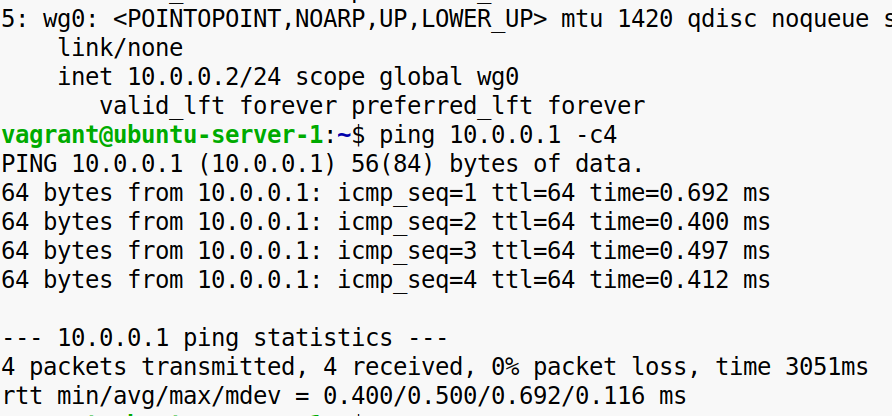 5: wg0: <POINTOPOINT,NOARP,UP,LOWER_UP> mtu 1420 qdisc noqueue s
link/none
inet 10.0.0.2/24 scope global wg0
valid_lft forever preferred_lft forever
vagrant@ubuntu-server-1:~$ ping 10.0.0.1 -c4
PING 10.0.0.1 (10.0.0.1) 56(84) bytes of data.
64 bytes from 10.0.0.1: icmp_seq=1 ttl=64 time=0.692 ms
64 bytes from 10.0.0.1: icmp_seq=2 ttl=64 time=0.400 ms
64 bytes from 10.0.0.1: icmp_seq=3 ttl=64 time=0.497 ms
64 bytes from 10.0.0.1: icmp_seq=4 ttl=64 time=0.412 ms
--- 10.0.0.1 ping statistics ---
4 packets transmitted, 4 received, 0% packet loss, time 3051ms
rtt min/avg/max/mdev = 0.400/0.500/0.692/0.116 ms